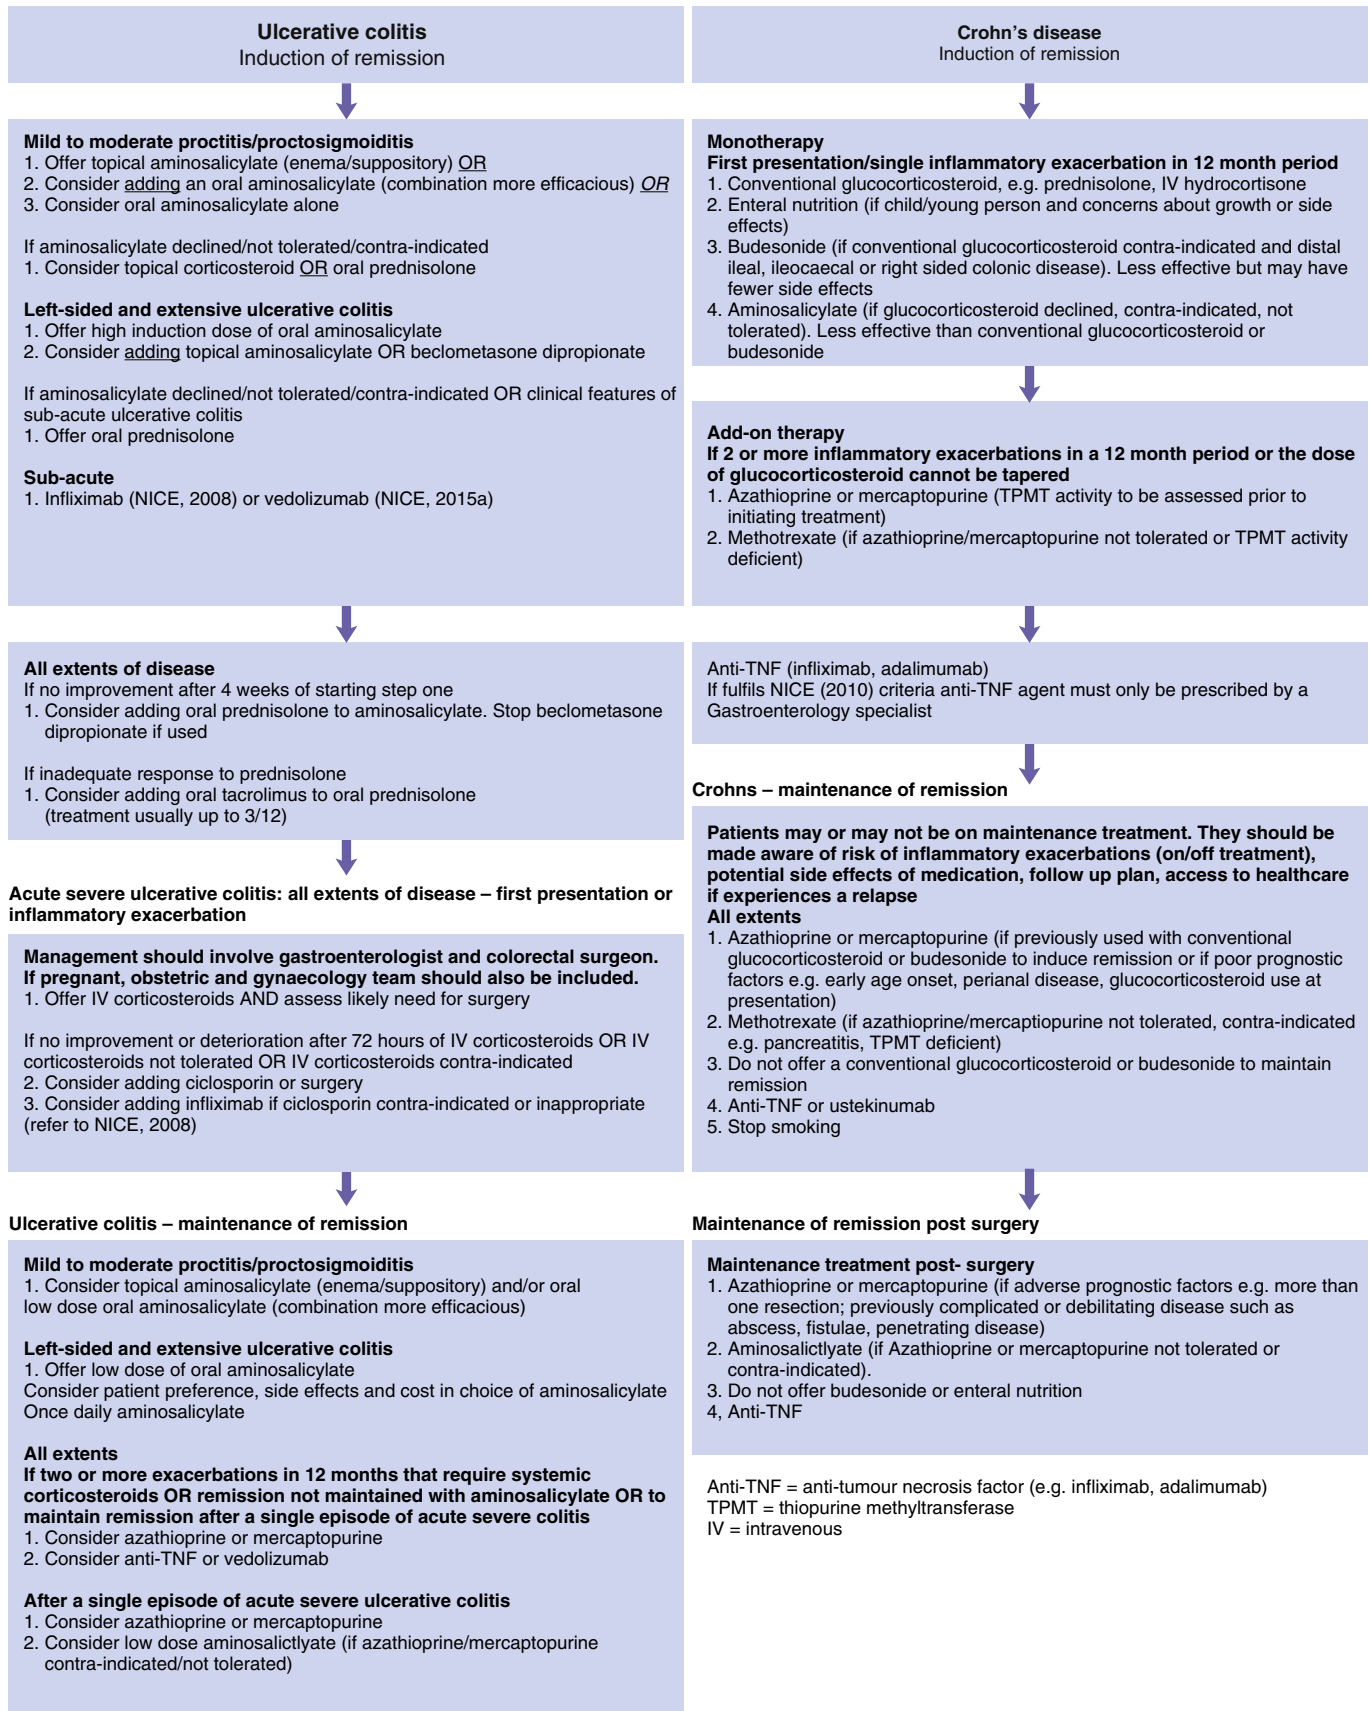 Ulcerative colitis
Induction of remission
Mild to moderate proctitis/proctosigmoiditis
1. Offer topical aminosalicylate (enema/suppository) OR
2. Consider adding an oral aminosalicylate (combination more efficacious) OR
3. Consider oral aminosalicylate alone
If aminosalicylate declined/not tolerated/contra-indicated
1. Consider topical corticosteroid OR oral prednisolone
Left-sided and extensive ulcerative colitis
1. Offer high induction dose of oral aminosalicylate
2. Consider adding topical aminosalicylate OR beclometasone dipropionate
If aminosalicylate declined/not tolerated/contra-indicated OR clinical features of
sub-acute ulcerative colitis
1. Offer oral prednisolone
Sub-acute
1. Infliximab (NICE, 2008) or vedolizumab (NICE, 2015a)
All extents of disease
If no improvement after 4 weeks of starting step one
1. Consider adding oral prednisolone to aminosalicylate. Stop beclometasone
dipropionate if used
If inadequate response to prednisolone
1. Consider adding oral tacrolimus to oral prednisolone
(treatment usually up to 3/12)
Acute severe ulcerative colitis: all extents of disease – first presentation or
inflammatory exacerbation
Management should involve gastroenterologist and colorectal surgeon.
If pregnant, obstetric and gynaecology team should also be included.
1. Offer IV corticosteroids AND assess likely need for surgery
If no improvement or deterioration after 72 hours of IV corticosteroids OR IV
corticosteroids not tolerated OR IV corticosteroids contra-indicated
2. Consider adding ciclosporin or surgery
3. Consider adding infliximab if ciclosporin contra-indicated or inappropriate
(refer to NICE, 2008)
Ulcerative colitis – maintenance of remission
Mild to moderate proctitis/proctosigmoiditis
1. Consider topical aminosalicylate (enema/suppository) and/or oral
low dose oral aminosalicylate (combination more efficacious)
Left-sided and extensive ulcerative colitis
1. Offer low dose of oral aminosalicylate
Consider patient preference, side effects and cost in choice of aminosalicylate
Once daily aminosalicylate
All extents
If two or more exacerbations in 12 months that require systemic
corticosteroids OR remission not maintained with aminosalicylate OR to
maintain remission after a single episode of acute severe colitis
1. Consider azathioprine or mercaptopurine
2. Consider anti-TNF or vedolizumab
After a single episode of acute severe ulcerative colitis
1. Consider azathioprine or mercaptopurine
2. Consider low dose aminosalictlyate (if azathioprine/mercaptopurine
contra-indicated/not tolerated)
Crohn's disease
Induction of remission
Monotherapy
First presentation/single inflammatory exacerbation in 12 month period
1. Conventional glucocorticosteroid, e.g. prednisolone, IV hydrocortisone
2. Enteral nutrition (if child/young person and concerns about growth or side
effects)
3. Budesonide (if conventional glucocorticosteroid contra-indicated and distal
ileal, ileocaecal or right sided colonic disease). Less effective but may have
fewer side effects
4. Aminosalicylate (if glucocorticosteroid declined, contra-indicated, not
tolerated). Less effective than conventional glucocorticosteroid or
budesonide
Add-on therapy
If 2 or more inflammatory exacerbations in a 12 month period or the dose
of glucocorticosteroid cannot be tapered
1. Azathioprine or mercaptopurine (TPMT activity to be assessed prior to
initiating treatment)
2. Methotrexate (if azathioprine/mercaptopurine not tolerated or TPMT activity
deficient)
Anti-TNF (infliximab, adalimumab)
If fulfils NICE (2010) criteria anti-TNF agent must only be prescribed by a
Gastroenterology specialist
Crohns – maintenance of remission
Patients may or may not be on maintenance treatment. They should be
made aware of risk of inflammatory exacerbations (on/off treatment),
potential side effects of medication, follow up plan, access to healthcare
if experiences a relapse
All extents
1. Azathioprine or mercaptopurine (if previously used with conventional
glucocorticosteroid or budesonide to induce remission or if poor prognostic
factors e.g. early age onset, perianal disease, glucocorticosteroid use at
presentation)
2. Methotrexate (if azathioprine/mercaptiopurine not tolerated, contra-indicated
e.g. pancreatitis, TPMT deficient)
3. Do not offer a conventional glucocorticosteroid or budesonide to maintain
remission
4. Anti-TNF or ustekinumab
5. Stop smoking
Maintenance of remission post surgery
Maintenance treatment post- surgery
1. Azathioprine or mercaptopurine (if adverse prognostic factors e.g. more than
one resection; previously complicated or debilitating disease such as
abscess, fistulae, penetrating disease)
2. Aminosalictlyate (if Azathioprine or mercaptopurine not tolerated or
contra-indicated).
3. Do not offer budesonide or enteral nutrition
4, Anti-TNF
Anti-TNF = anti-tumour necrosis factor (e.g. infliximab, adalimumab)
TPMT = thiopurine methyltransferase
IV = intravenous